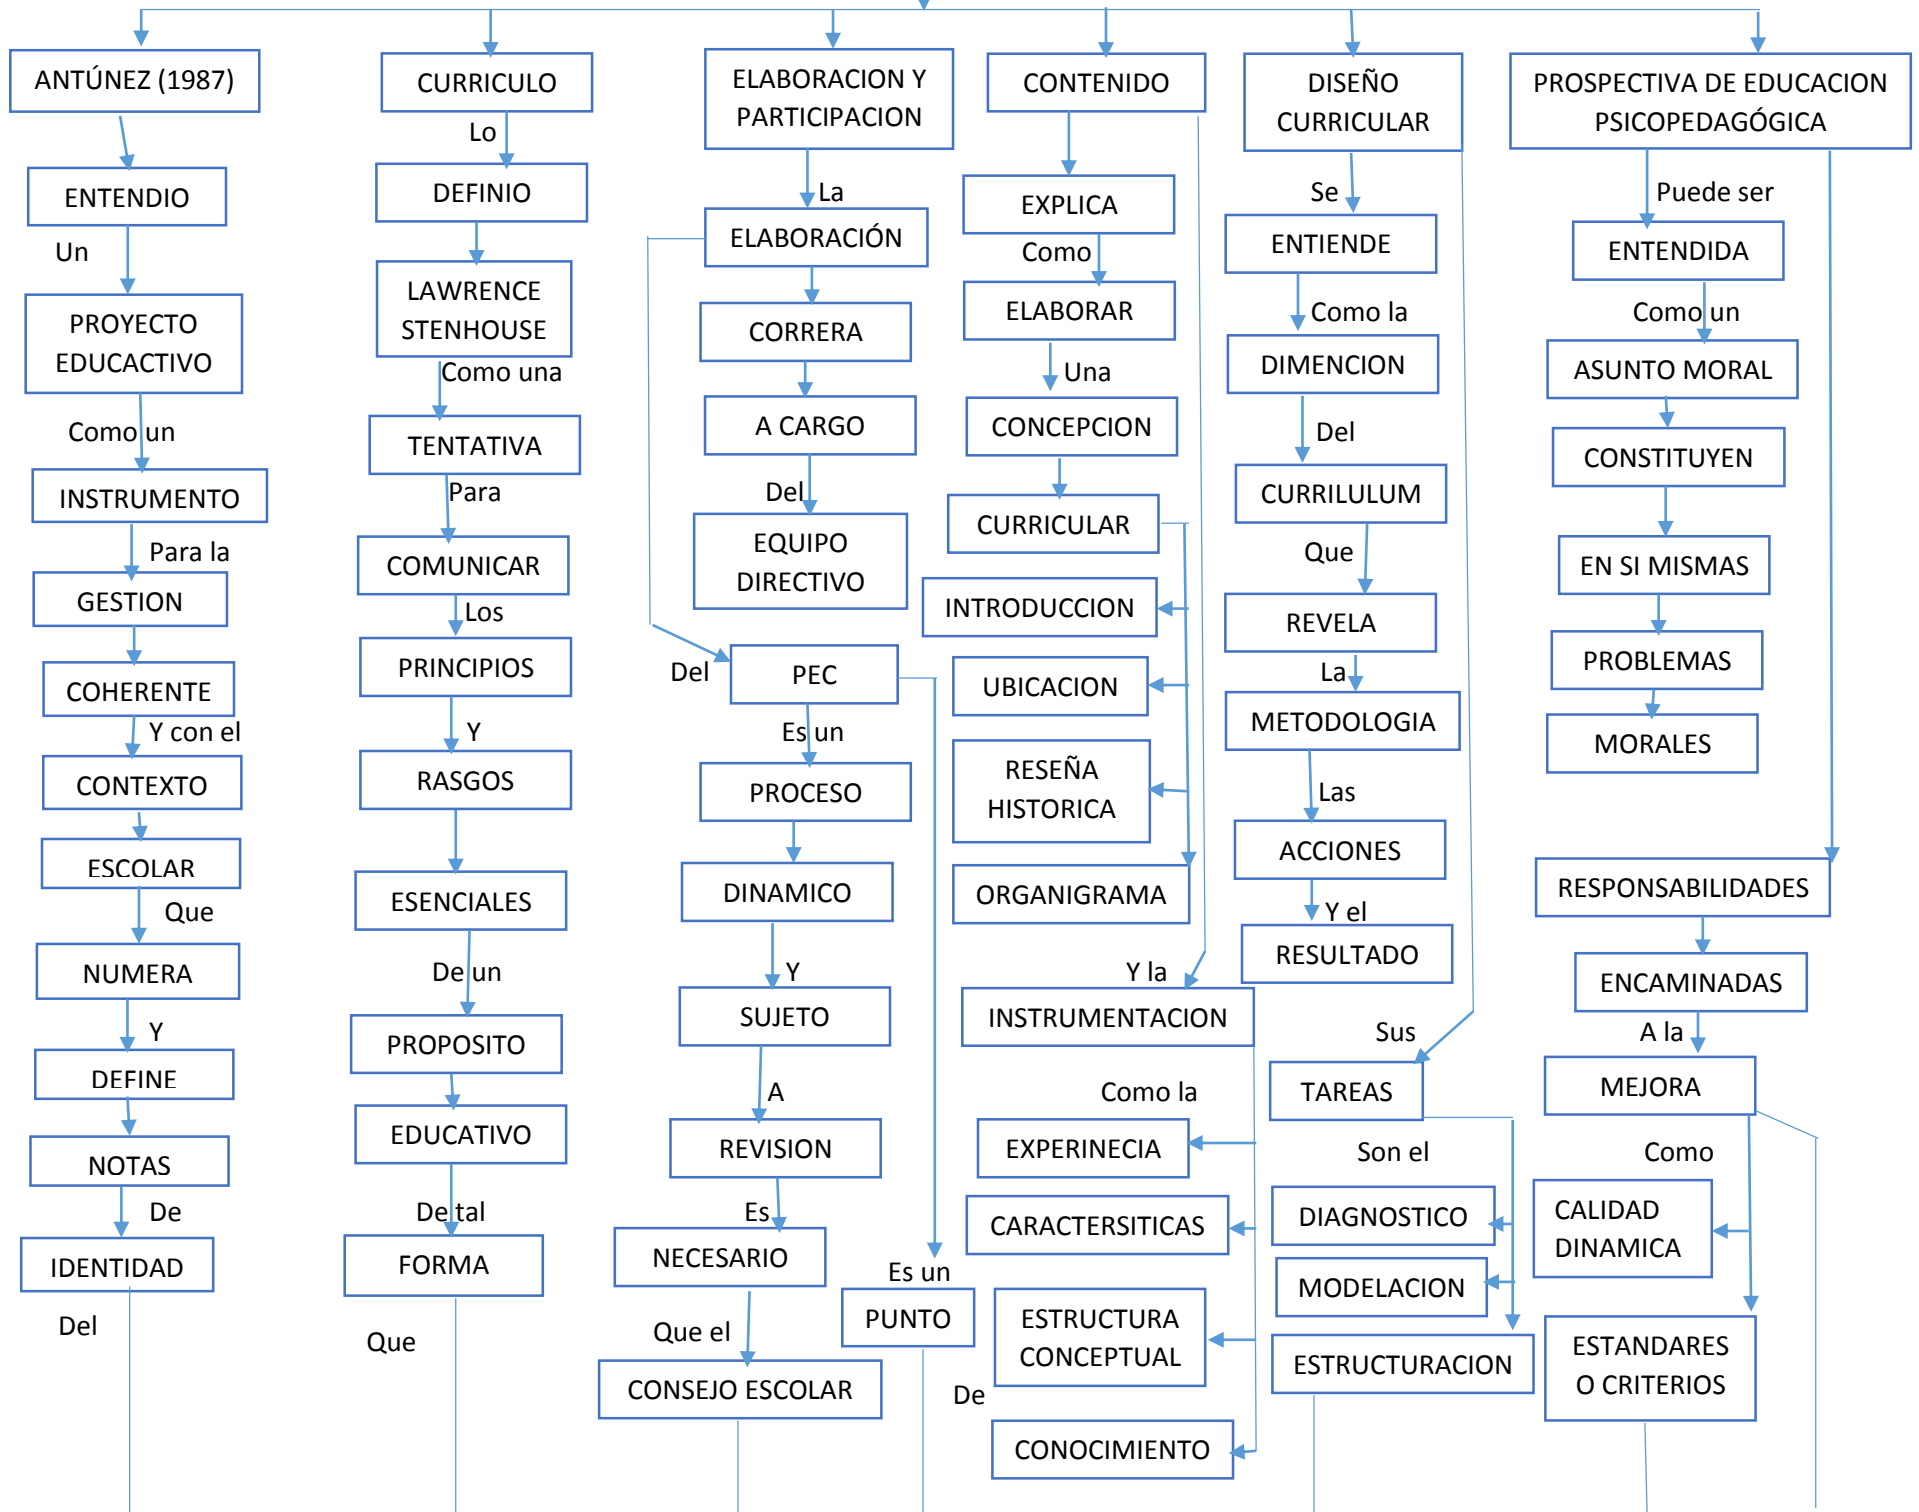 ANTÚNEZ (1987)
ENTENDIO
Un
PROYECTO
EDUCACTIVO
Como un
INSTRUMENTO
Para la
GESTION
COHERENTE
Y con el
CONTEXTO
ESCOLAR
Que
NUMERA
Y
DEFINE
NOTAS
De
IDENTIDAD
Del
CURRICULO
Lo
DEFINIO
LAWRENCE
STENHOUSE
Como una
TENTATIVA
Para
COMUNICAR
Los
PRINCIPIOS
Y
RASGOS
ESENCIALES
De un
PROPOSITO
EDUCATIVO
De tal
FORMA
Que
ELABORACION Y
PARTICIPACION
La
ELABORACIÓN
CORRERA
A CARGO
Del
EQUIPO
DIRECTIVO
Del
PEC
Es un
PROCESO
DINAMICO
Y
SUJETO
A
REVISION
Es
NECESARIO
Que el
CONSEJO ESCOLAR
Es un
PUNTO
De
CONTENIDO
EXPLICA
Como
ELABORAR
Una
CONCEPCION
CURRICULAR
INTRODUCCION
UBICACION
RESEÑA
HISTORICA
ORGANIGRAMA
Y la
INSTRUMENTACION
Como la
EXPERINECIA
CARACTERSITICAS
ESTRUCTURA
CONCEPTUAL
CONOCIMIENTO
DISEÑO
CURRICULAR
Se
ENTIENDE
Como la
DIMENCION
Del
CURRILULUM
Que
REVELA
La
METODOLOGIA
Las
ACCIONES
Y el
RESULTADO
Sus
TAREAS
Son el
DIAGNOSTICO
MODELACION
ESTRUCTURACION
PROSPECTIVA DE EDUCACION
PSICOPEDAGÓGICA
Puede ser
ENTENDIDA
Como un
ASUNTO MORAL
CONSTITUYEN
EN SI MISMAS
PROBLEMAS
MORALES
RESPONSABILIDADES
ENCAMINADAS
A la
MEJORA
Como
CALIDAD
DINAMICA
ESTANDARES
O CRITERIOS